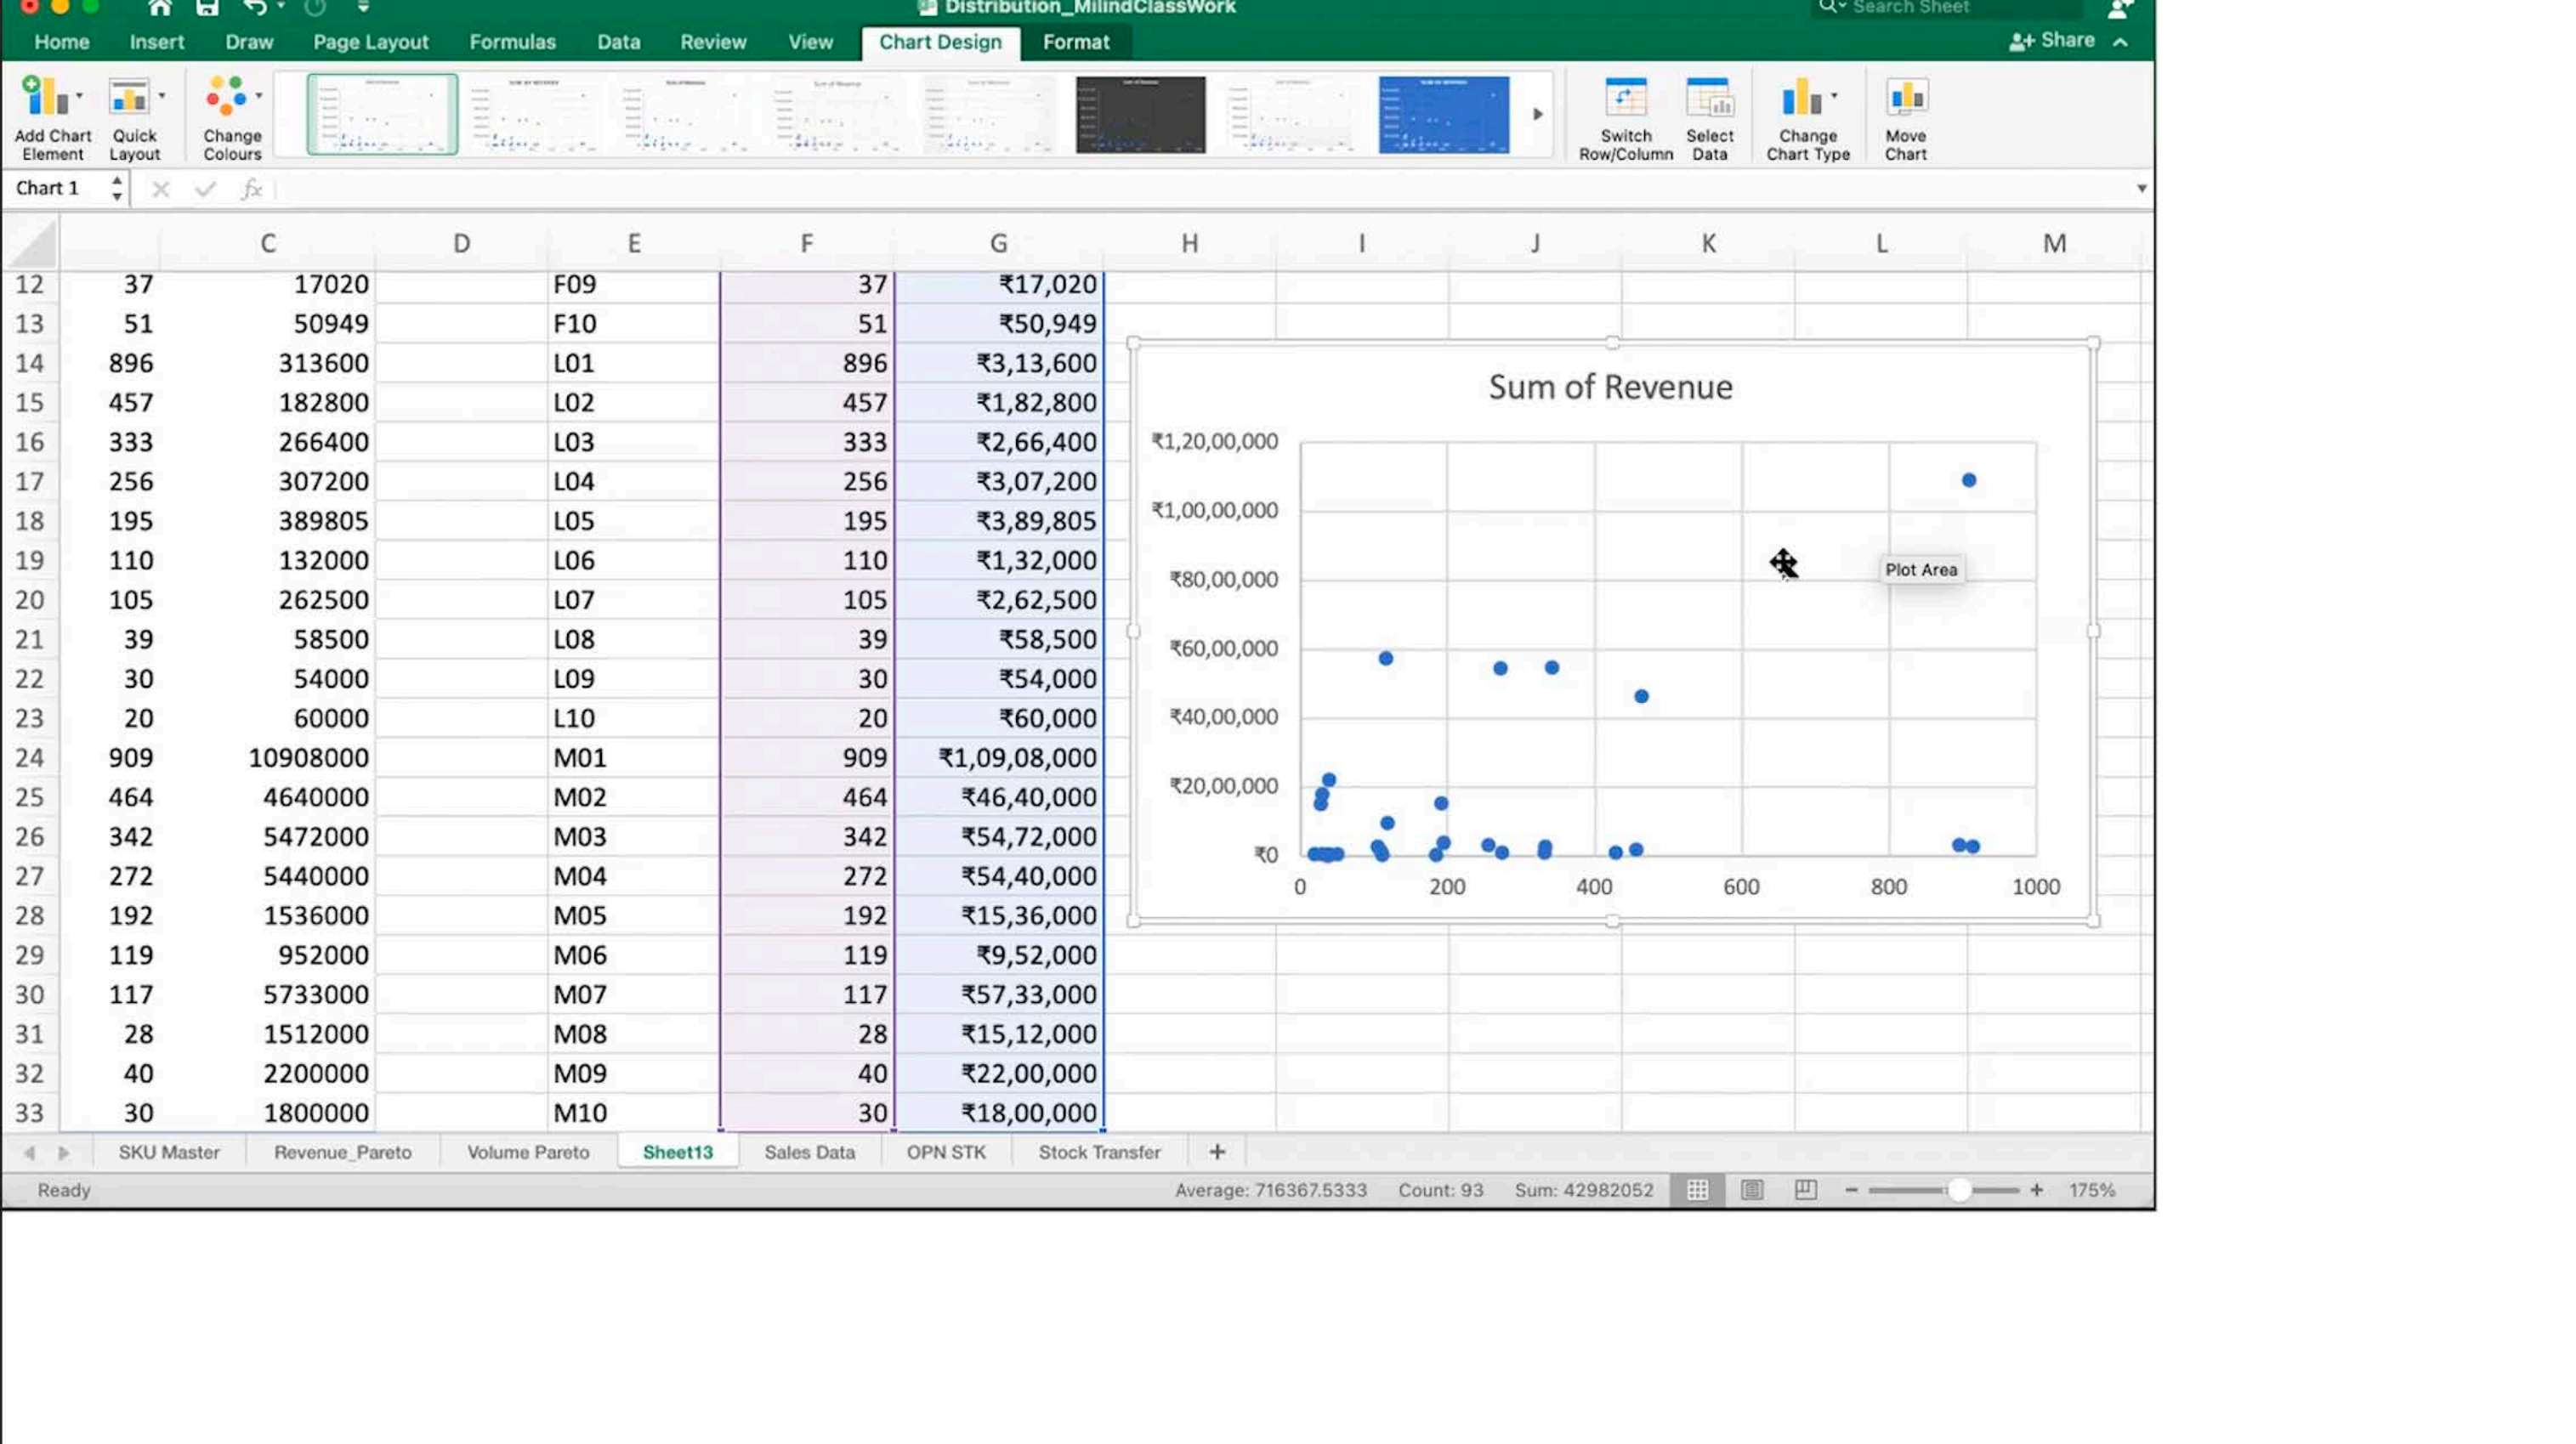 Distribution_MilindClassWork
Search Sheet
Home Insert Draw Page Layout Formulas Data Review View Chart Design Format Share
Add Chart Element
Quick Layout
Change Colours
Switch Row/Column
Select Data
Change Chart Type
Move Chart
Chart 1 fx
C D E F G H I J K L M
12 37 17020 F09 37 ₹17,020
13 51 50949 F10 51 ₹50,949
14 896 313600 L01 896 ₹3,13,600
15 457 182800 L02 457 ₹1,82,800
16 333 266400 L03 333 ₹2,66,400
17 256 307200 L04 256 ₹3,07,200
18 195 389805 L05 195 ₹3,89,805
19 110 132000 L06 110 ₹1,32,000
20 105 262500 L07 105 ₹2,62,500
21 39 58500 L08 39 ₹58,500
22 30 54000 L09 30 ₹54,000
23 20 60000 L10 20 ₹60,000
24 909 10908000 M01 909 ₹1,09,08,000
25 464 4640000 M02 464 ₹46,40,000
26 342 5472000 M03 342 ₹54,72,000
27 272 5440000 M04 272 ₹54,40,000
28 192 1536000 M05 192 ₹15,36,000
29 119 952000 M06 119 ₹9,52,000
30 117 5733000 M07 117 ₹57,33,000
31 28 1512000 M08 28 ₹15,12,000
32 40 2200000 M09 40 ₹22,00,000
33 30 1800000 M10 30 ₹18,00,000
Sum of Revenue
₹1,20,00,000
₹1,00,00,000
₹80,00,000
₹60,00,000
₹40,00,000
₹20,00,000
₹0
0 200 400 600 800 1000
Plot Area
SKU Master Revenue_Pareto Volume Pareto Sheet13 Sales Data OPN STK Stock Transfer +
Ready Average: 716367.5333 Count: 93 Sum: 42982052 175%